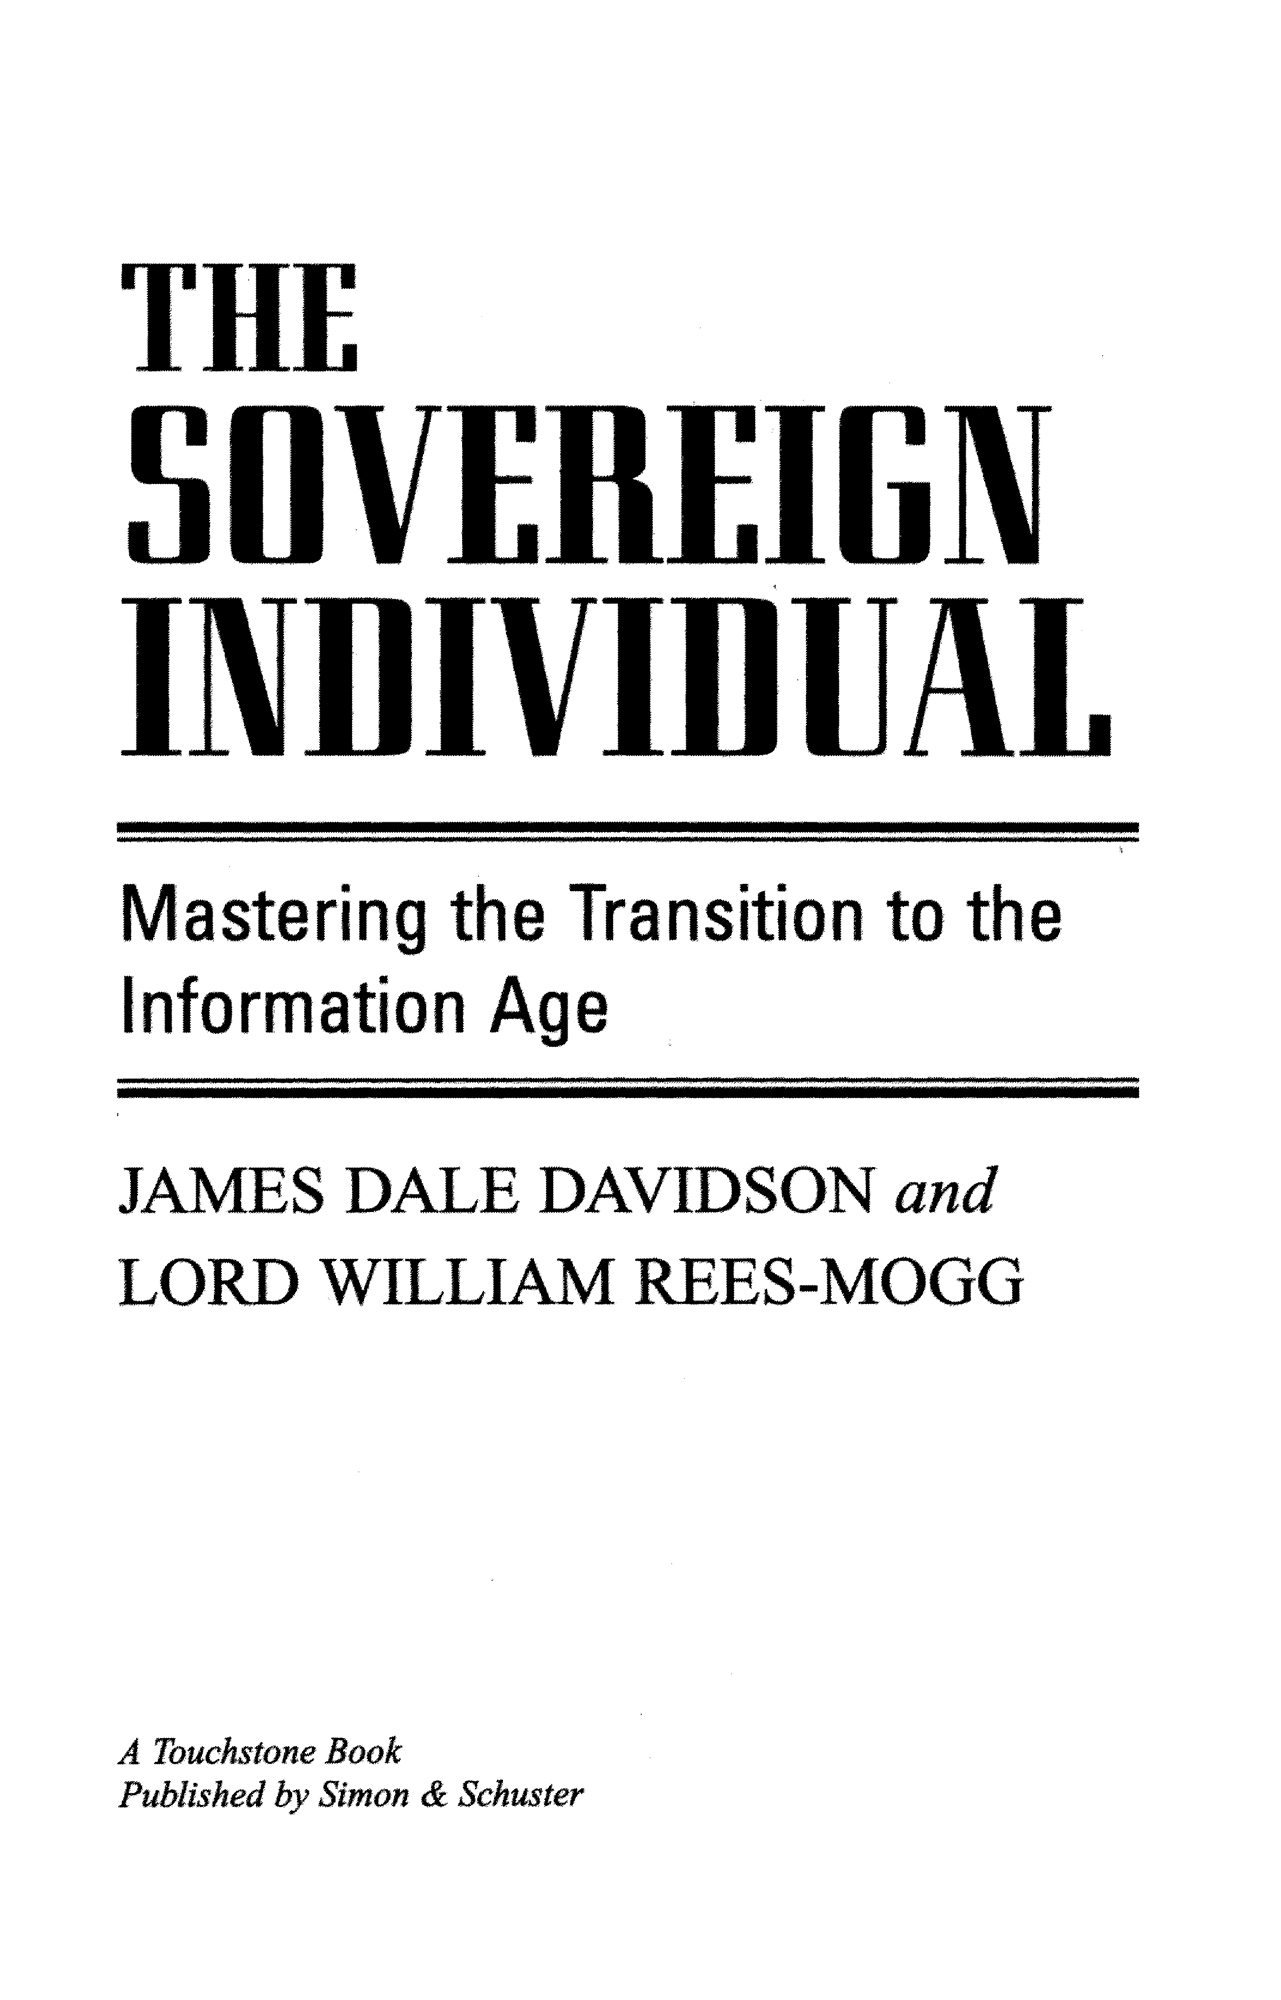 THE
SOVEREIGN
INDIVIDUAL
Mastering the Transition to the
Information Age
JAMES DALE DAVIDSON and
LORD WILLIAM REES-MOGG
A Touchstone Book
Published by Simon & Schuster